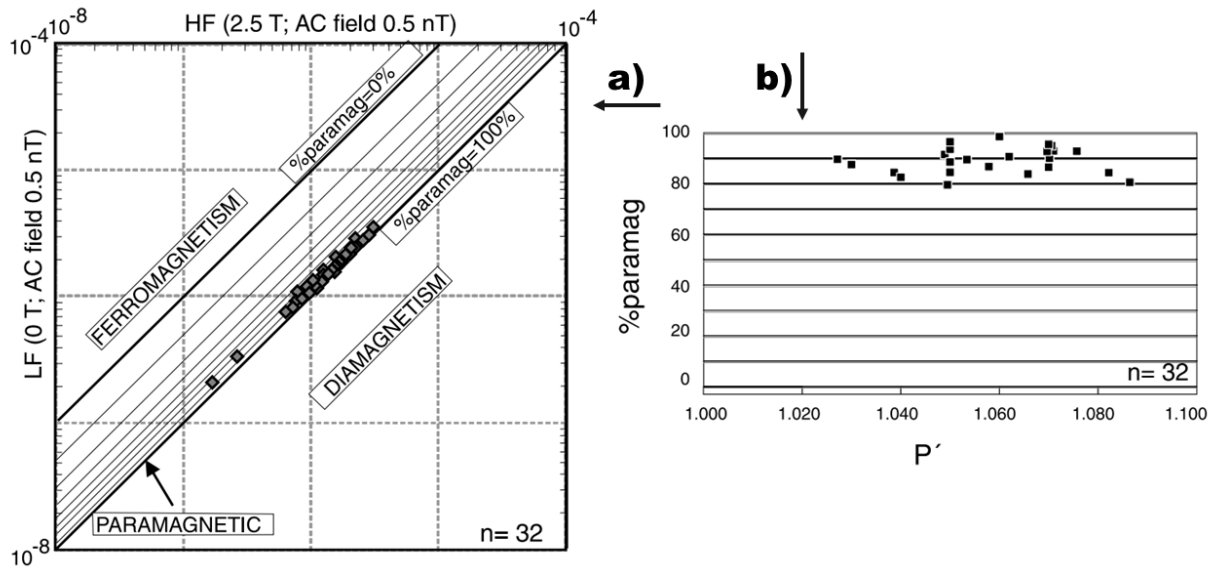 10-4
10-8
HF (2.5 T; AC field 0.5 nT)
10-4
LF (0 T; AC field 0.5 nT)
%paramag=0%
%paramag=100%
FERROMAGNETISM
DIAMAGNETISM
PARAMAGNETIC
n= 32
10-8
a)
b)
%paramag
100
80
60
40
20
0
n= 32
1.000
1.020
1.040
1.060
1.080
1.100
P´